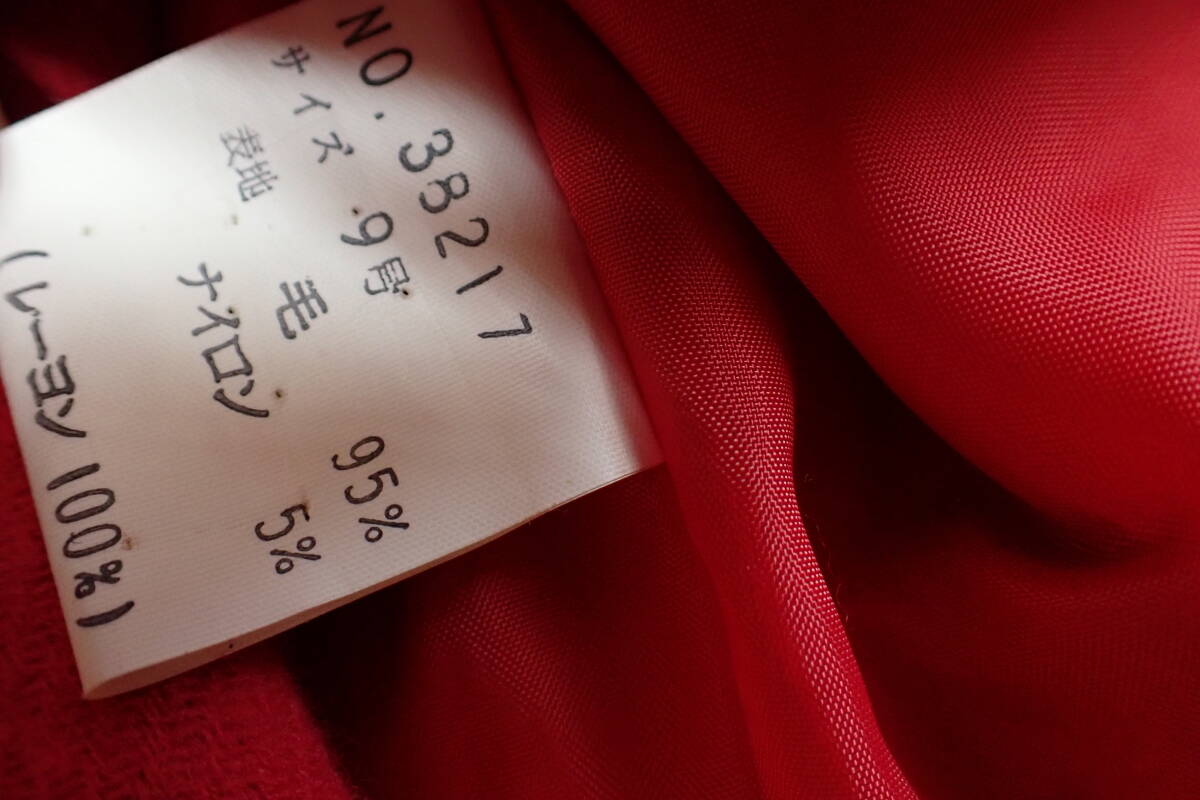 NO.38217
サイズ 9号
表地 毛 95%
ナイロン 5%
(レーヨン 100%)